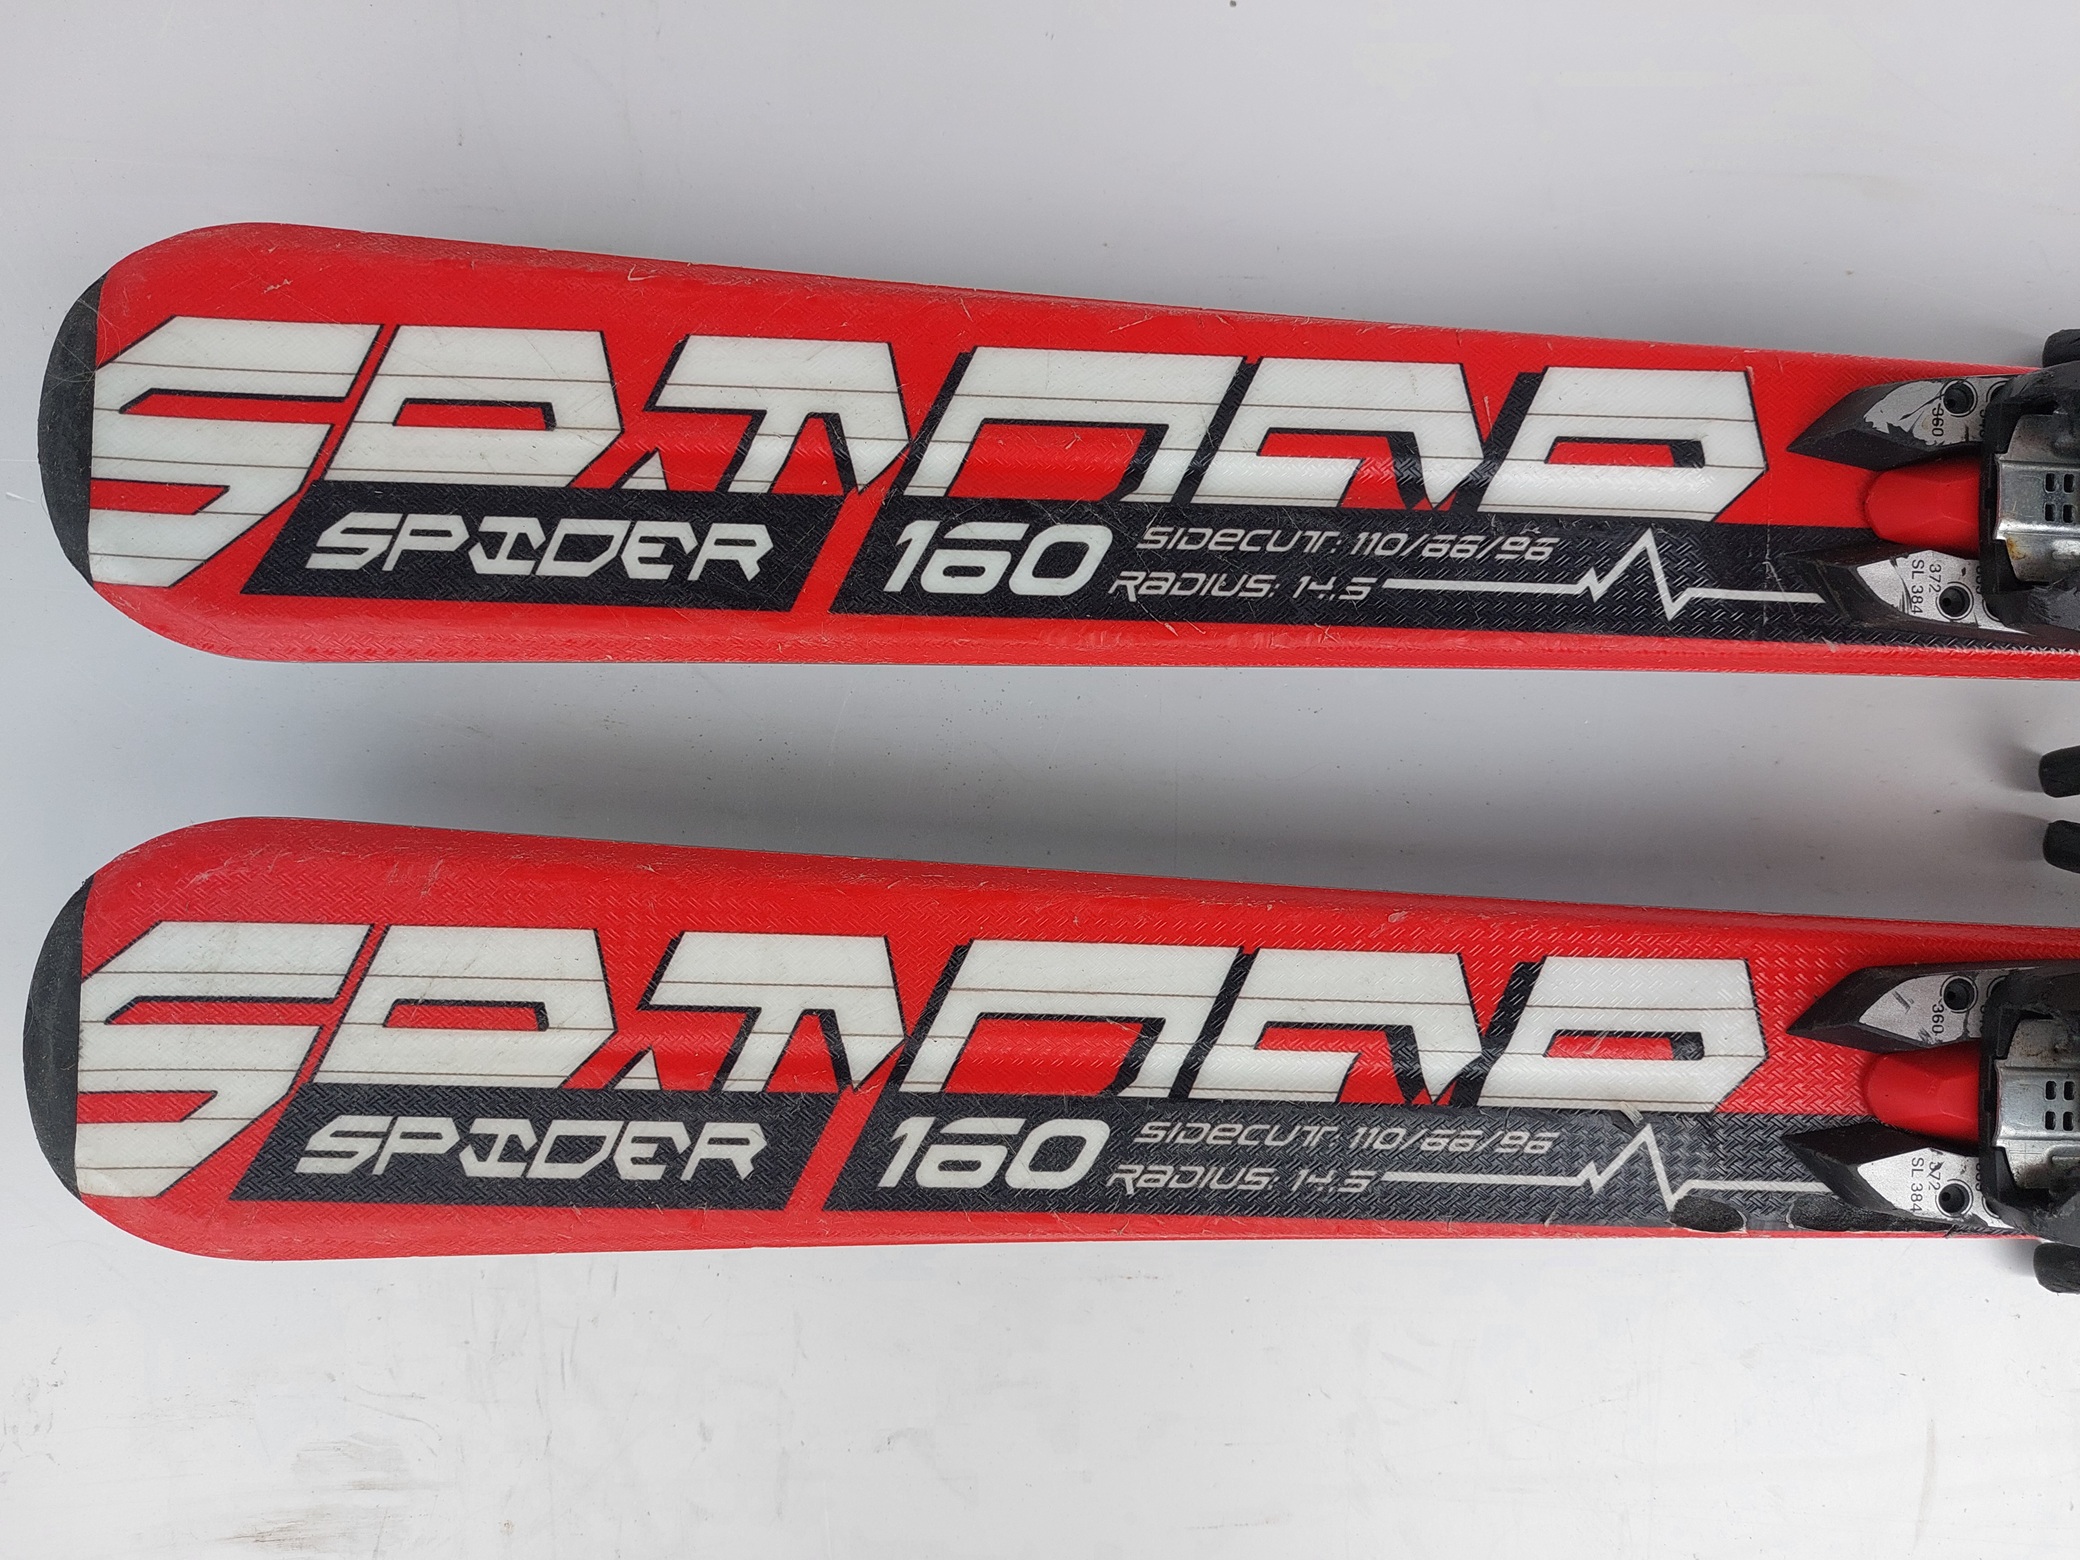 SPIDER
160
SIDECUT: 110/66/96
RADIUS: 14,5
360
372
SL 384
SPIDER
160
SIDECUT: 110/66/96
RADIUS: 14,5
360
372
SL 384